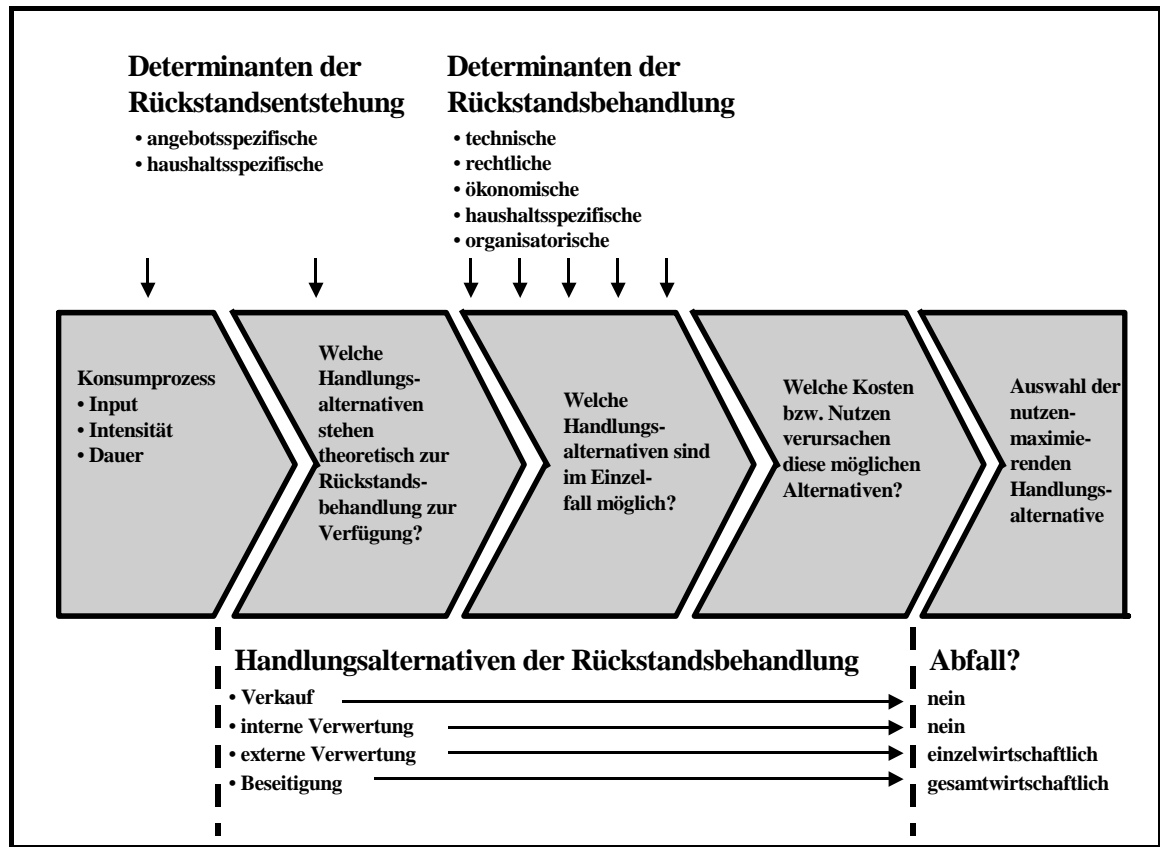 Determinanten der
Rückstandsentstehung
• angebotsspezifische
• haushaltsspezifische
Determinanten der
Rückstandsbehandlung
• technische
• rechtliche
• ökonomische
• haushaltsspezifische
• organisatorische
Konsumprozess
• Input
• Intensität
• Dauer
Welche
Handlungs-
alternativen
stehen
theoretisch zur
Rückstands-
behandlung zur
Verfügung?
Welche
Handlungs-
alternativen sind
im Einzel-
fall möglich?
Welche Kosten
bzw. Nutzen
verursachen
diese möglichen
Alternativen?
Auswahl der
nutzen-
maximie-
renden
Handlungs-
alternative
Handlungsalternativen der Rückstandsbehandlung
• Verkauf
• interne Verwertung
• externe Verwertung
• Beseitigung
Abfall?
nein
nein
einzelwirtschaftlich
gesamtwirtschaftlich